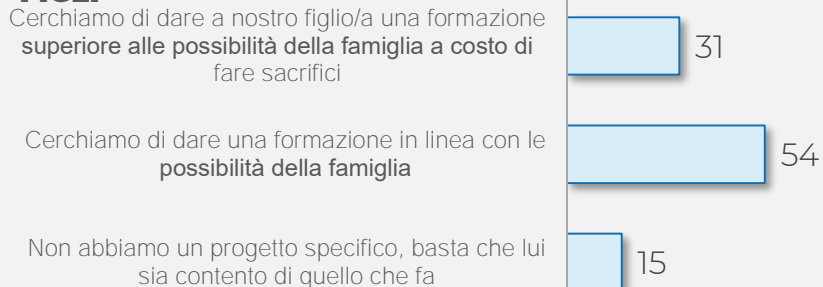 Cerchiamo di dare a nostro figlio/a una formazione
superiore alle possibilità della famiglia a costo di
fare sacrifici
31
Cerchiamo di dare una formazione in linea con le
possibilità della famiglia
54
Non abbiamo un progetto specifico, basta che lui
sia contento di quello che fa
15